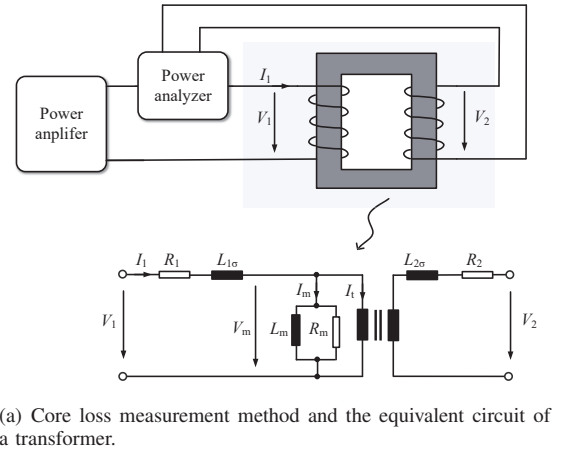 Power
analyzer
Power
anplifer
I1
V1
V2
I1 R1 L1σ
L2σ R2
Im It
V1 Vm Lm Rm V2
(a) Core loss measurement method and the equivalent circuit of
a transformer.